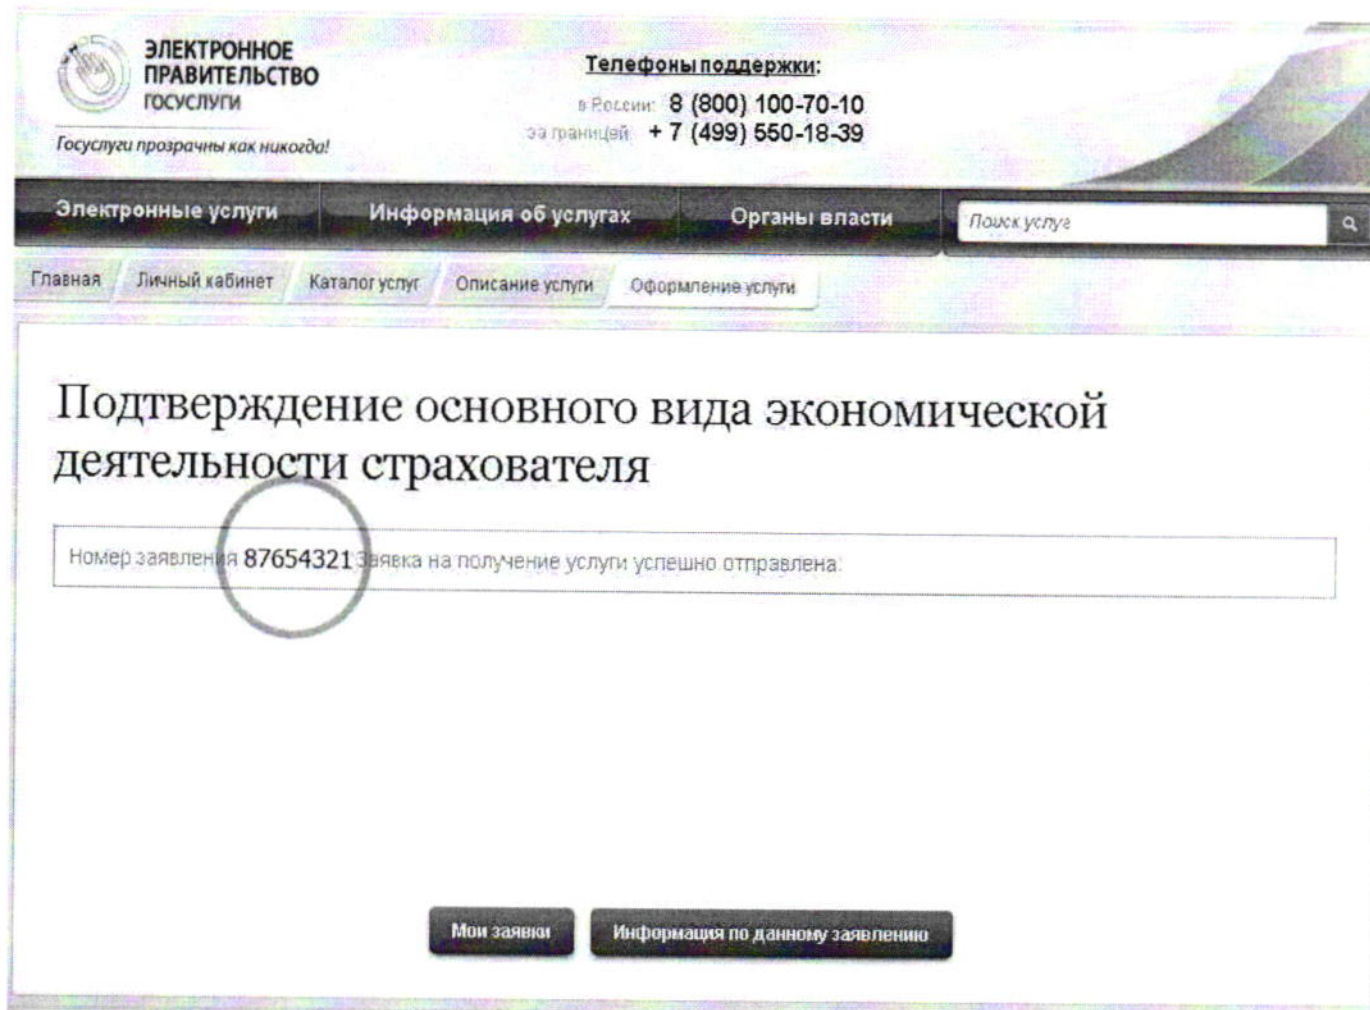 ЭЛЕКТРОННОЕ
ПРАВИТЕЛЬСТВО
ГОСУСЛУГИ
Госуслуги прозрачны как никогда!
Телефоны поддержки:
в России: 8 (800) 100-70-10
за границей: + 7 (499) 550-18-39
Электронные услуги Информация об услугах Органы власти Поиск услуг
Главная Личный кабинет Каталог услуг Описание услуги Оформление услуги
Подтверждение основного вида экономической
деятельности страхователя
Номер заявления 87654321 Заявка на получение услуги успешно отправлена:
Мои заявки Информация по данному заявлению